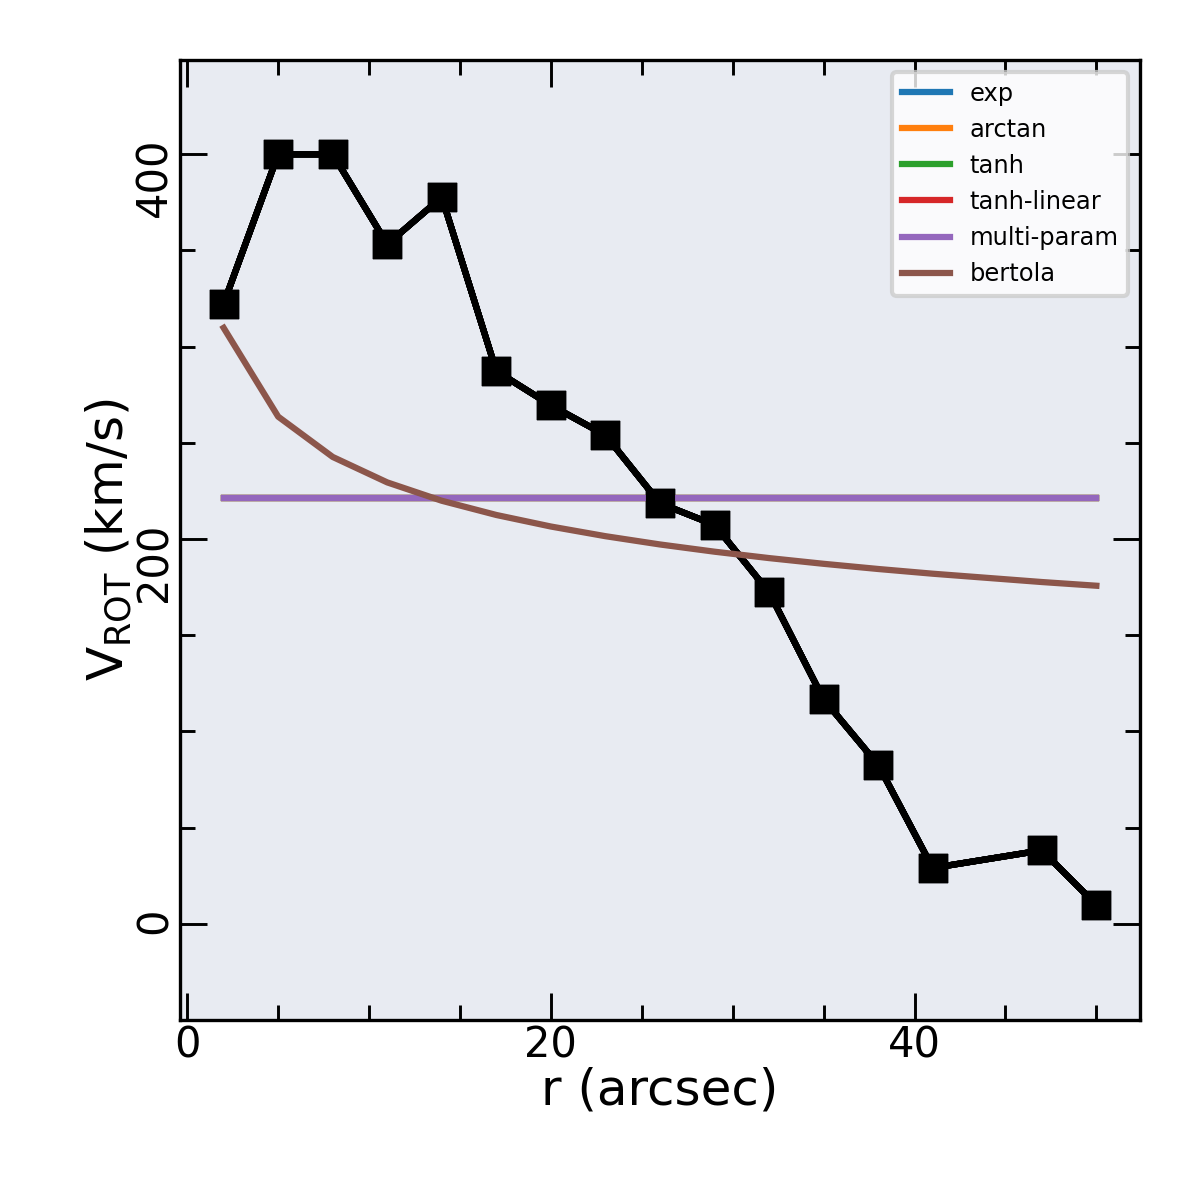 exp
arctan
tanh
tanh-linear
multi-param
bertola
400
200
0
V_ROT (km/s)
0 20 40
r (arcsec)